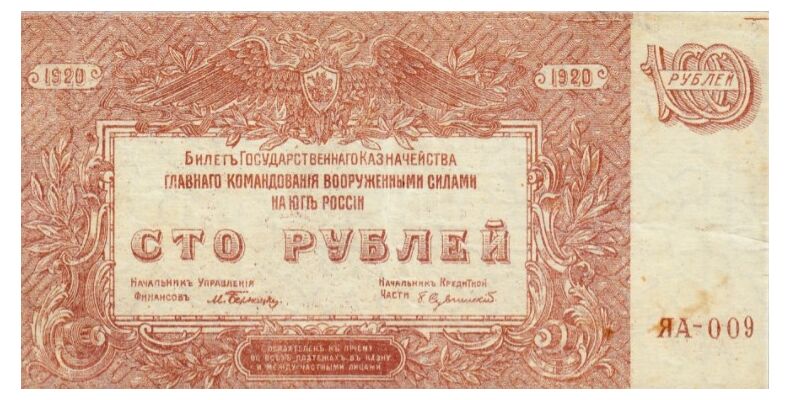 1920
1920
100
РУБЛЕЙ
БИЛЕТЪ ГОСУДАРСТВЕННАГО КАЗНАЧЕЙСТВА
ГЛАВНАГО КОМАНДОВАНІЯ ВООРУЖЕННЫМИ СИЛАМИ
НА ЮГѢ РОССІИ
СТО РУБЛЕЙ
НАЧАЛЬНИКЪ УПРАВЛЕНІЯ
ФИНАНСОВЪ
НАЧАЛЬНИКЪ КРЕДИТНОЙ
ЧАСТИ
ЯА-009
ОБЯЗАТЕЛЕНЪ КЪ ПРІЕМУ
ВО ВСѢХЪ ПЛАТЕЖАХЪ ВЪ КАЗНУ
И МЕЖДУ ЧАСТНЫМИ ЛИЦАМИ